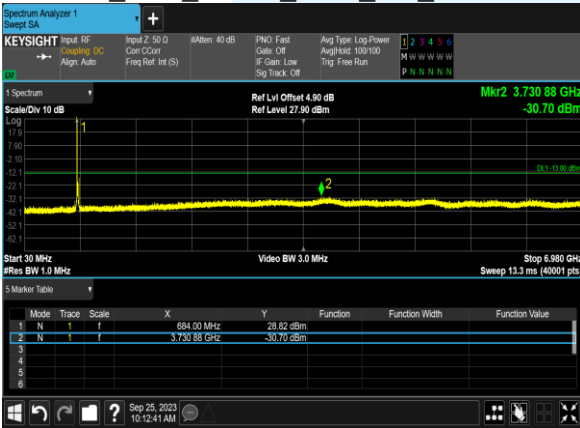 Spectrum Analyzer 1
Swept SA
+
KEYSIGHT Input: RF Input Z: 50 Ω #Atten: 40 dB PNO: Fast Avg Type: Log-Power 1 2 3 4 5 6
Coupling: DC Corr CCorr Gate: Off Avg|Hold: 100/100 M W W W W W
Align: Auto Freq Ref: Int (S) IF Gain: Low Trig: Free Run P N N N N N
Sig Track: Off
LW
1 Spectrum Ref Lvl Offset 4.90 dB Mkr2 3.730 88 GHz
Scale/Div 10 dB Ref Level 27.90 dBm -30.70 dBm
Log
17.9
7.90
-2.10
-12.1
-22.1
-32.1
-42.1
-52.1
-62.1
1
DL1 -13.00 dBm
2
Start 30 MHz Video BW 3.0 MHz Stop 6.980 GHz
#Res BW 1.0 MHz Sweep 13.3 ms (40001 pts
5 Marker Table
Mode Trace Scale X Y Function Function Width Function Value
1 N 1 f 684.00 MHz 28.82 dBm
2 N 1 f 3.730 88 GHz -30.70 dBm
3
4
5
6
? Sep 25, 2023
10:12:41 AM